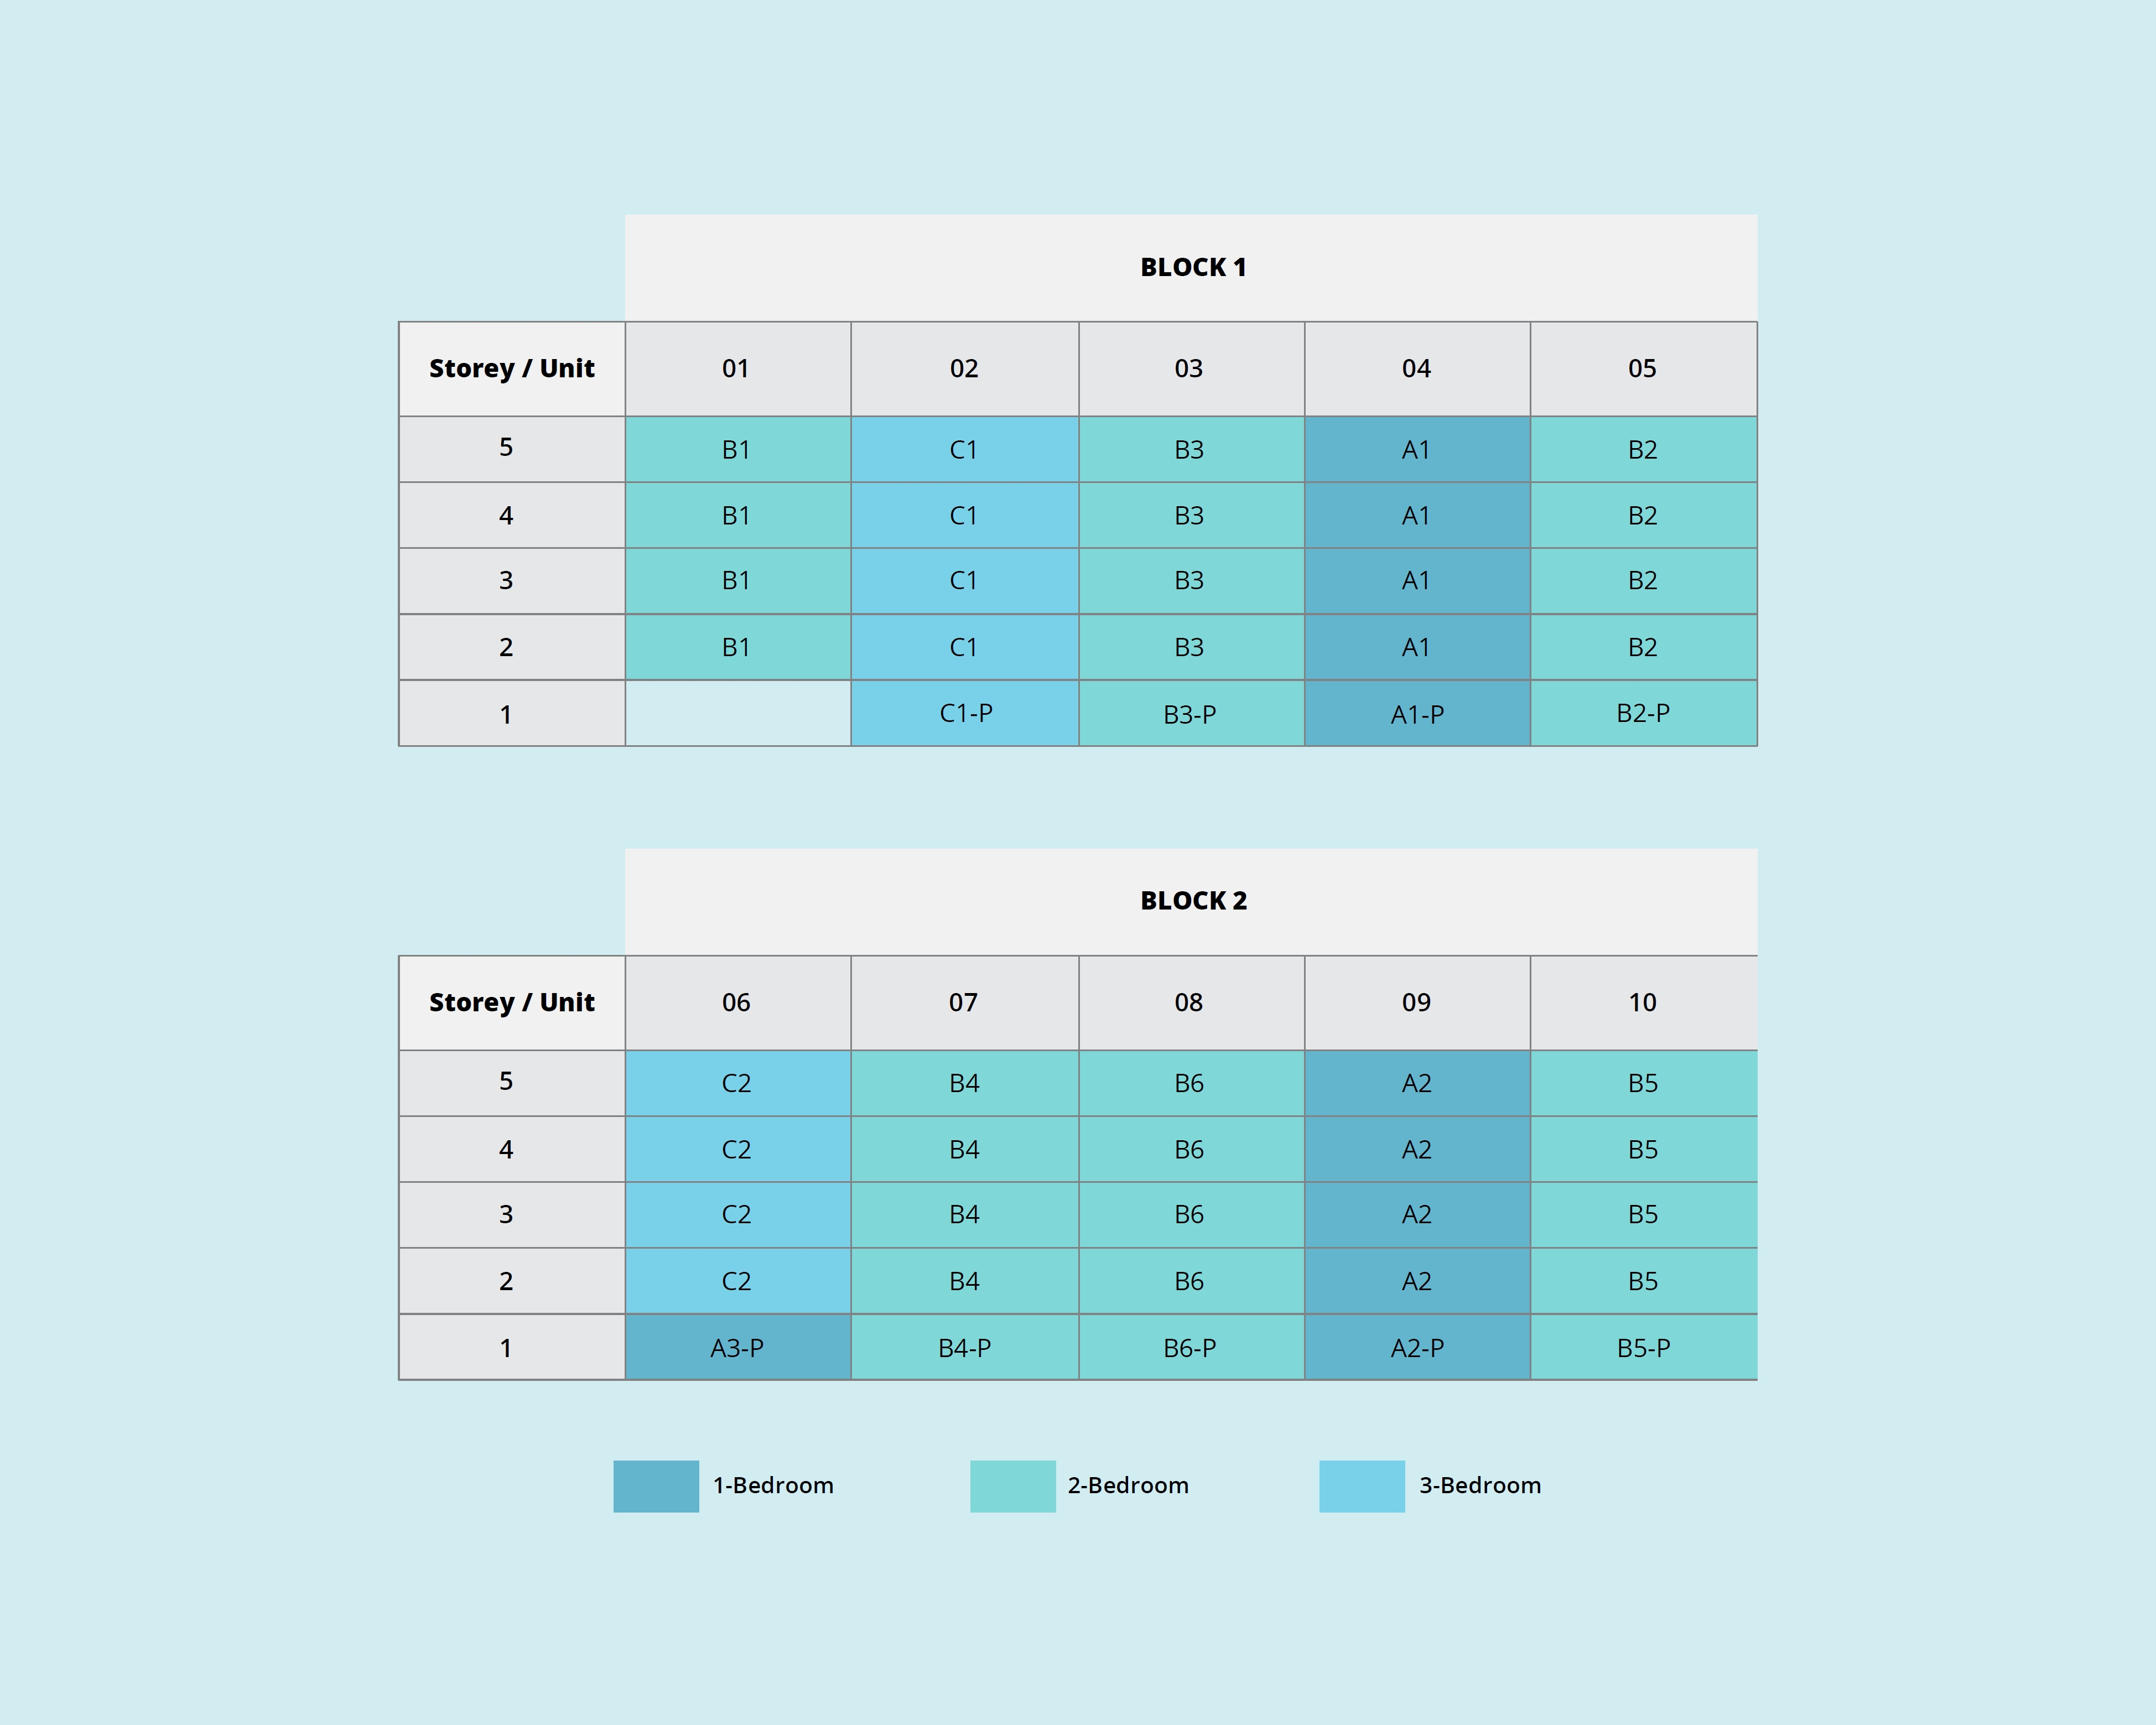 BLOCK 1
Storey / Unit 01 02 03 04 05
5 B1 C1 B3 A1 B2
4 B1 C1 B3 A1 B2
3 B1 C1 B3 A1 B2
2 B1 C1 B3 A1 B2
1 C1-P B3-P A1-P B2-P
BLOCK 2
Storey / Unit 06 07 08 09 10
5 C2 B4 B6 A2 B5
4 C2 B4 B6 A2 B5
3 C2 B4 B6 A2 B5
2 C2 B4 B6 A2 B5
1 A3-P B4-P B6-P A2-P B5-P
1-Bedroom 2-Bedroom 3-Bedroom